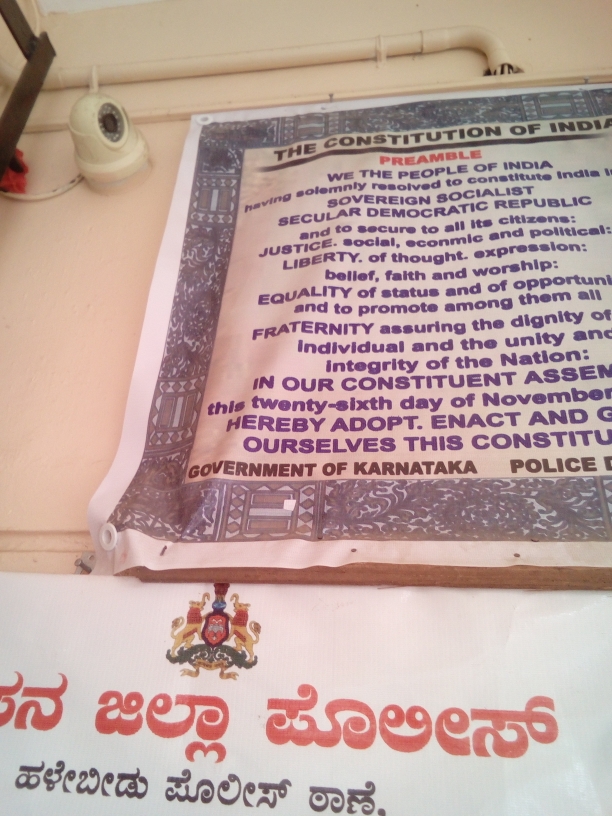 THE CONSTITUTION OF INDIA
PREAMBLE
WE THE PEOPLE OF INDIA
having solemnly resolved to constitute India
SOVEREIGN SOCIALIST
SECULAR DEMOCRATIC REPUBLIC
and to secure to all its citizens:
JUSTICE. social, econmic and political:
LIBERTY. of thought. expression:
belief, faith and worship:
EQUALITY of status and of opportuni
and to promote among them all
FRATERNITY assuring the dignity of
individual and the unity and
integrity of the Nation:
IN OUR CONSTITUENT ASSEM
this twenty-sixth day of November
HEREBY ADOPT. ENACT AND G
OURSELVES THIS CONSTITU
GOVERNMENT OF KARNATAKA POLICE D
ಸನ ಜಿಲ್ಲಾ ಪೊಲೀಸ್
ಹಳೇಬೀಡು ಪೊಲೀಸ್ ಠಾಣೆ.